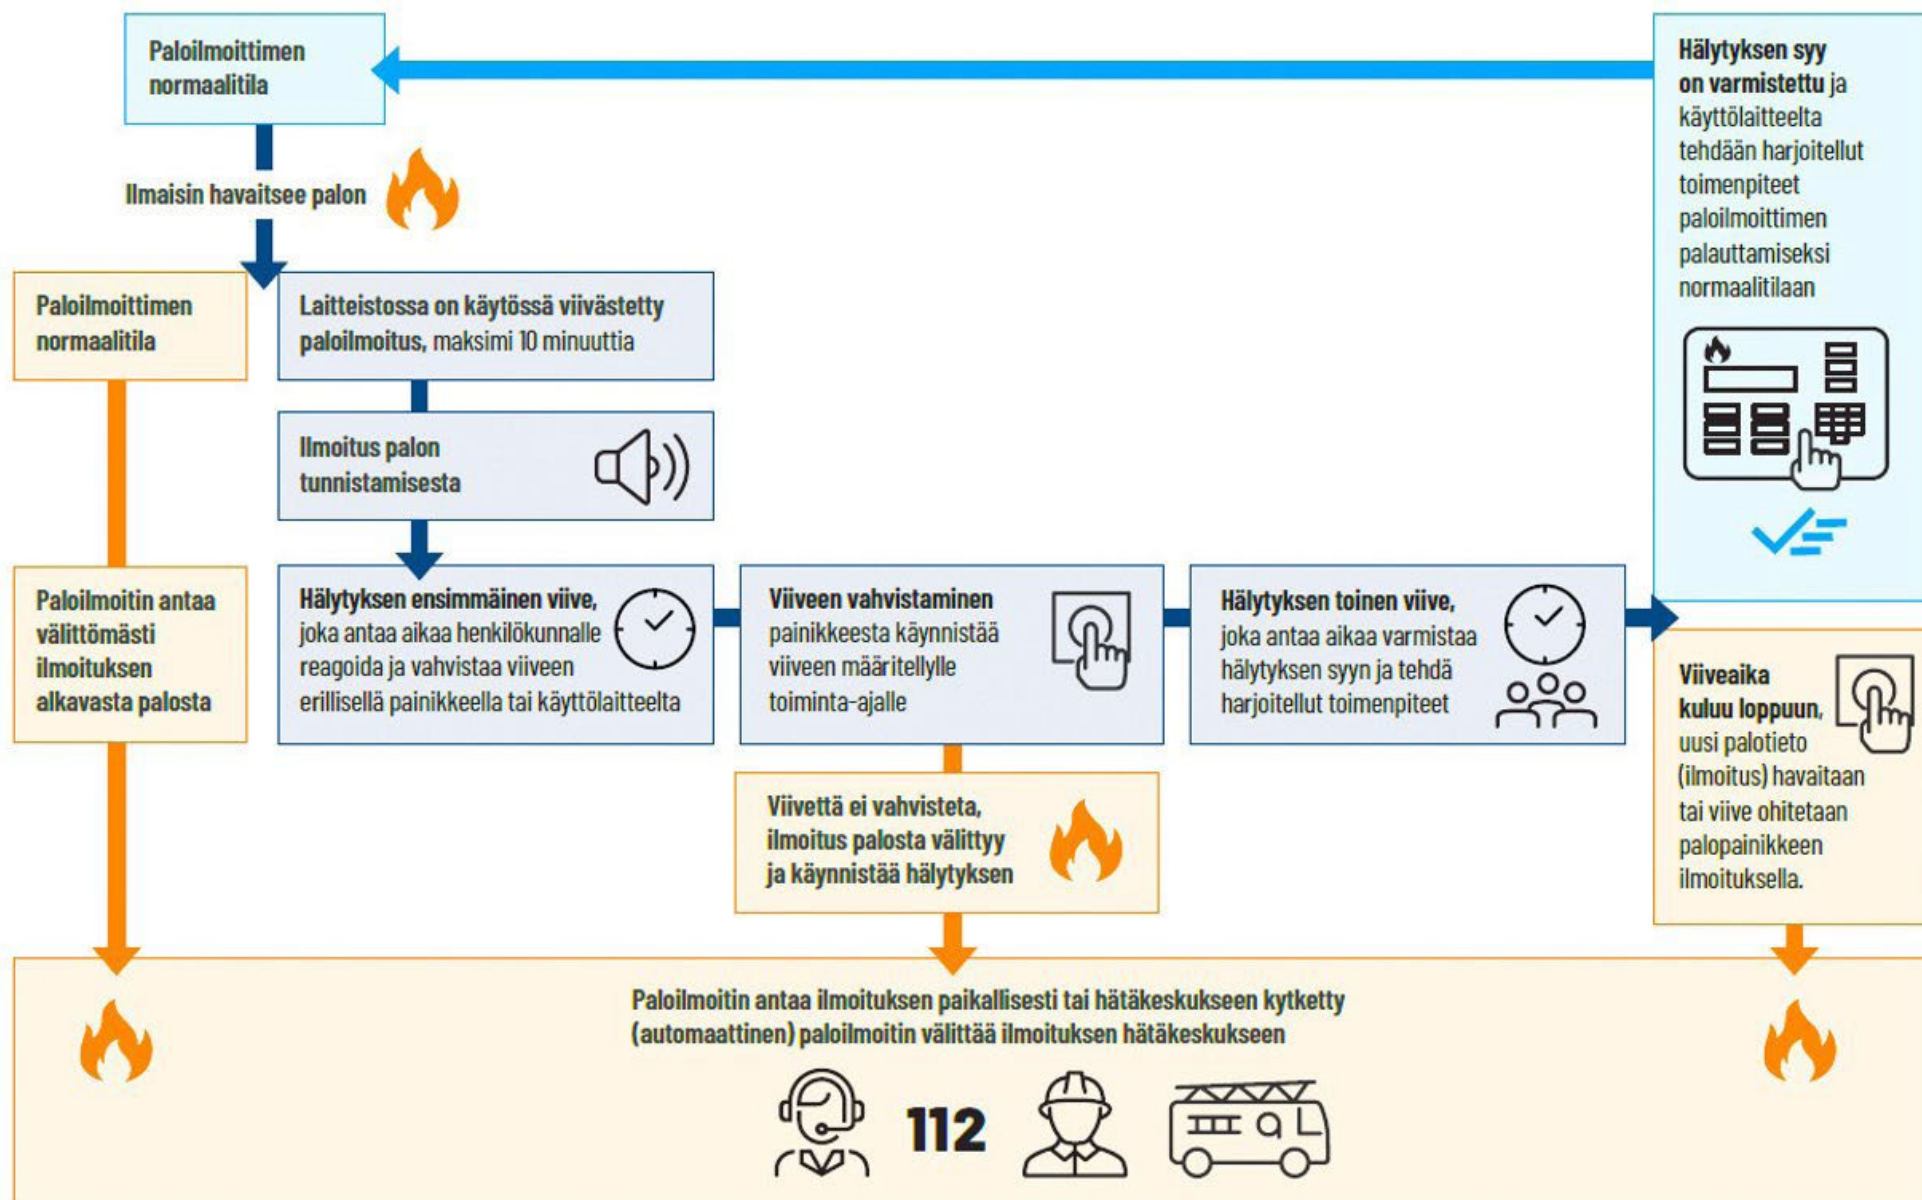 Paloilmoittimen
normaalitila
Ilmaisin havaitsee palon
Paloilmoittimen
normaalitila
Paloilmoitin antaa
välittömästi
ilmoituksen
alkavasta palosta
Laitteistossa on käytössä viivästetty
paloilmoitus, maksimi 10 minuuttia
Ilmoitus palon
tunnistamisesta
Hälytyksen ensimmäinen viive,
joka antaa aikaa henkilökunnalle
reagoida ja vahvistaa viiveen
erillisellä painikkeella tai käyttölaitteelta
Viiveen vahvistaminen
painikkeesta käynnistää
viiveen määritellylle
toiminta-ajalle
Viivettä ei vahvisteta,
ilmoitus palosta välittyy
ja käynnistää hälytyksen
Hälytyksen toinen viive,
joka antaa aikaa varmistaa
hälytyksen syyn ja tehdä
harjoitellut toimenpiteet
Hälytyksen syy
on varmistettu ja
käyttölaitteelta
tehdään harjoitellut
toimenpiteet
paloilmoittimen
palauttamiseksi
normaalitilaan
Viiveaika
kuluu loppuun,
uusi palotieto
(ilmoitus) havaitaan
tai viive ohitetaan
palopainikkeen
ilmoituksella.
Paloilmoitin antaa ilmoituksen paikallisesti tai hätäkeskukseen kytketty
(automaattinen) paloilmoitin välittää ilmoituksen hätäkeskukseen
112